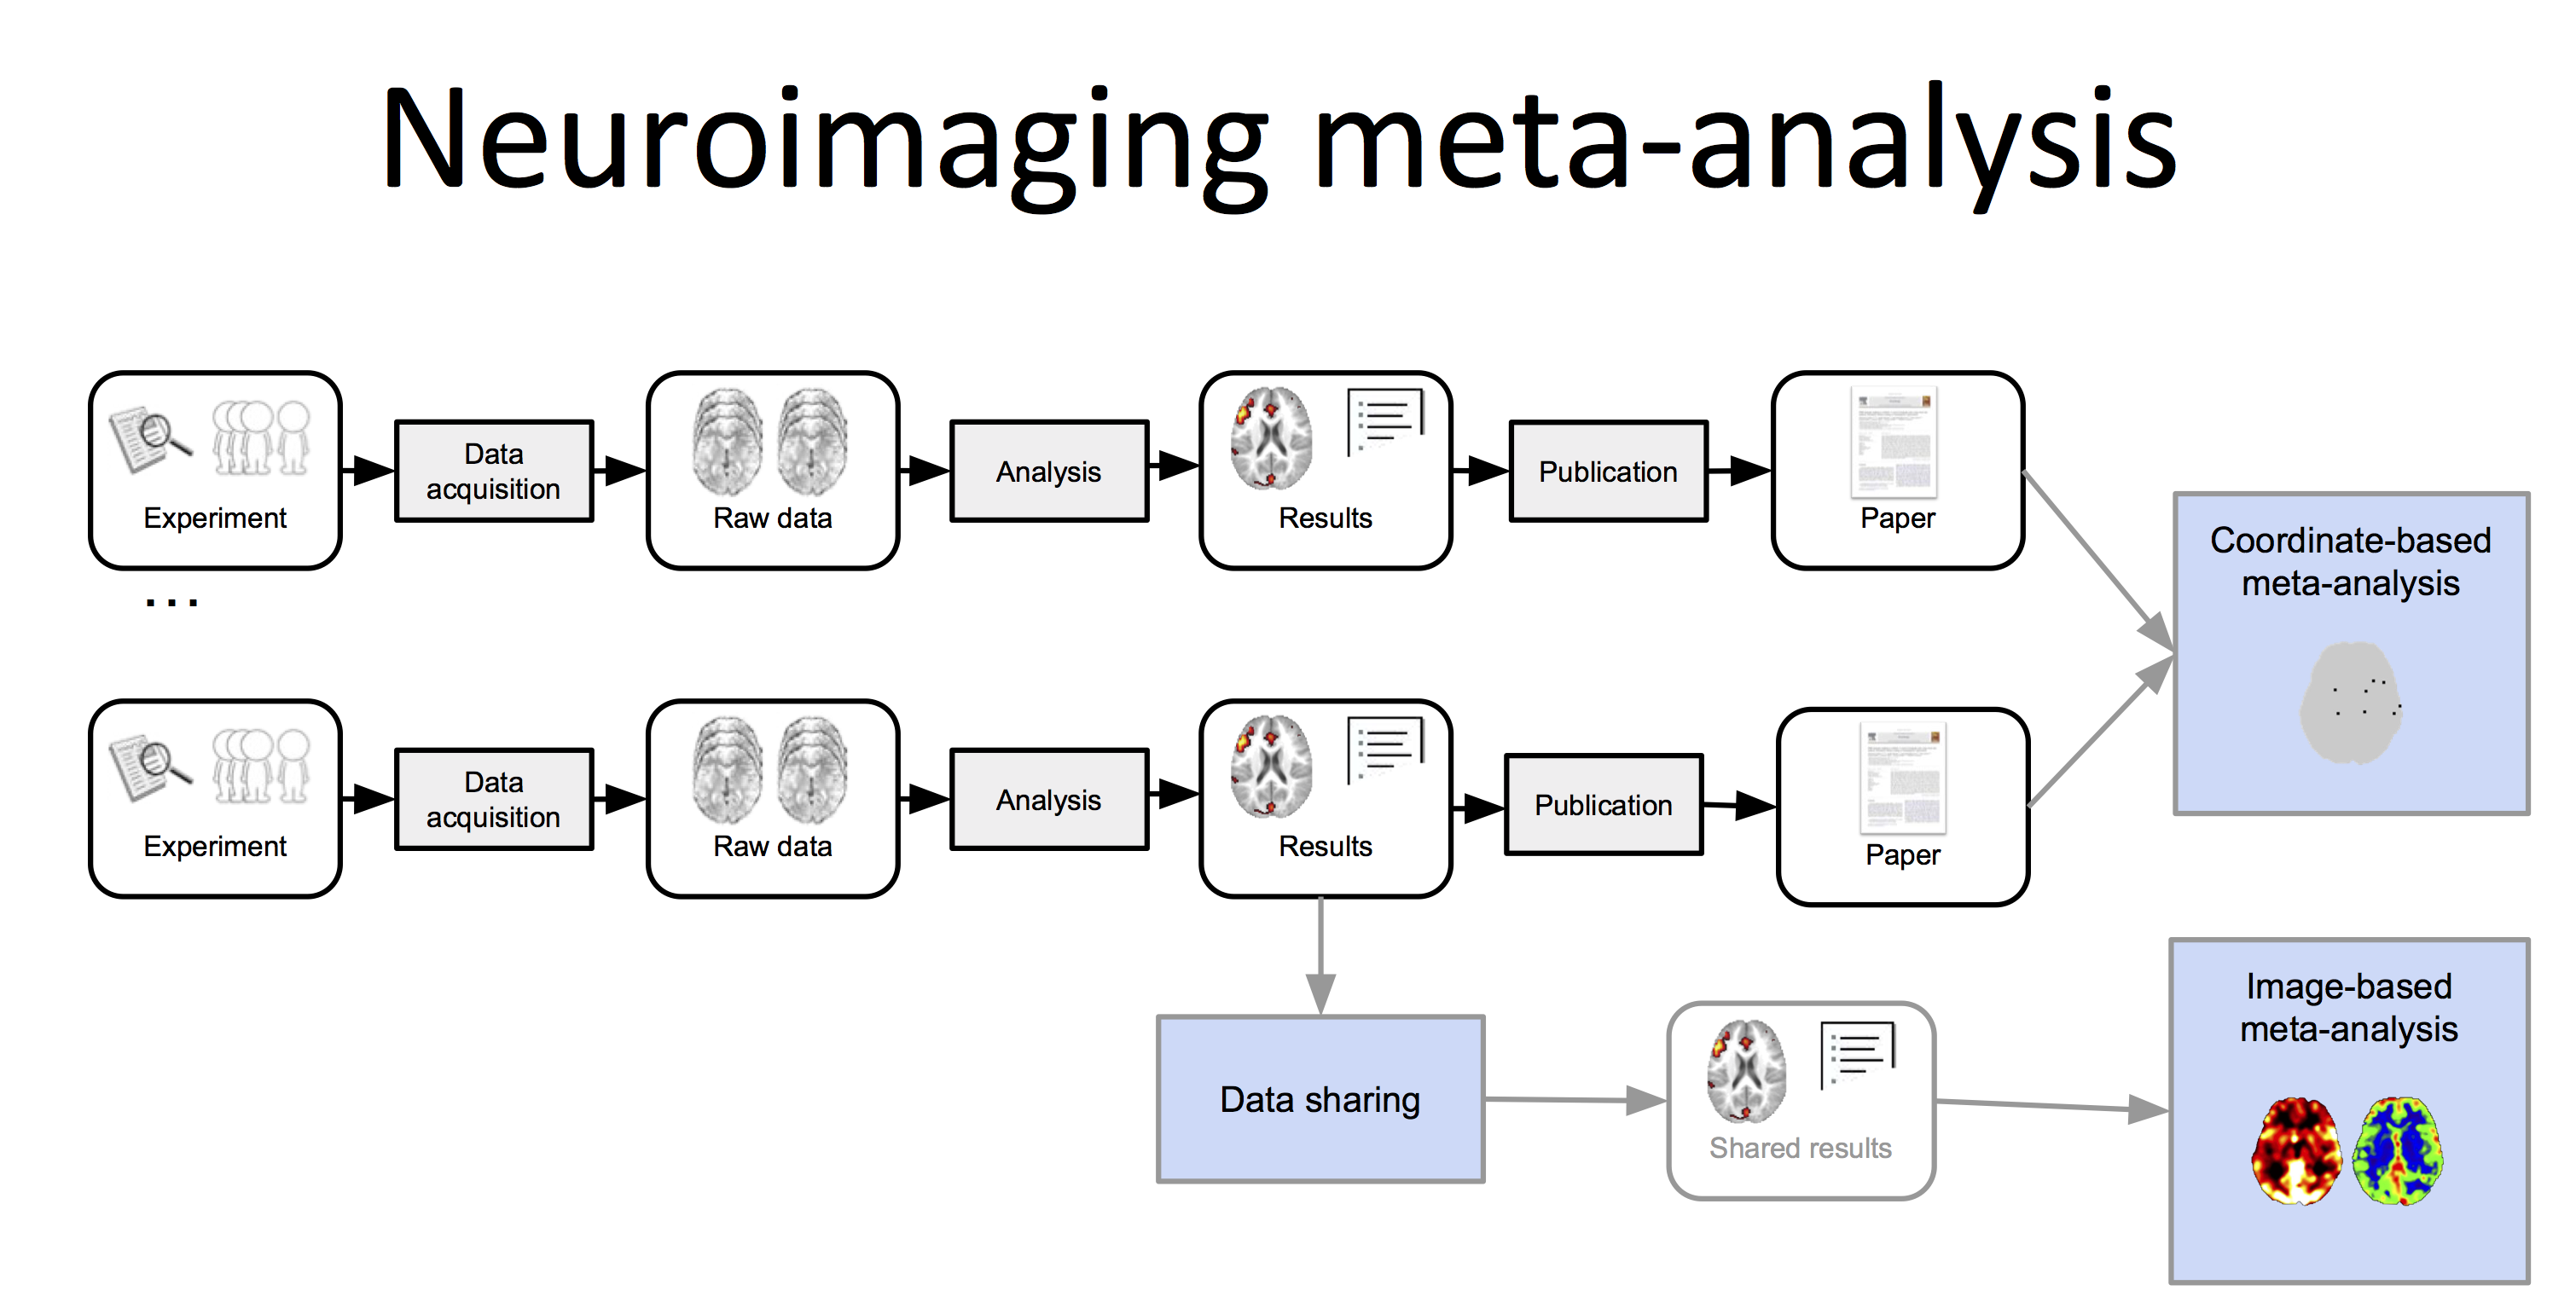 Neuroimaging meta-analysis
Experiment
Data
acquisition
Raw data
Analysis
Results
Publication
Paper
...
Coordinate-based
meta-analysis
Experiment
Data
acquisition
Raw data
Analysis
Results
Publication
Paper
Data sharing
Shared results
Image-based
meta-analysis